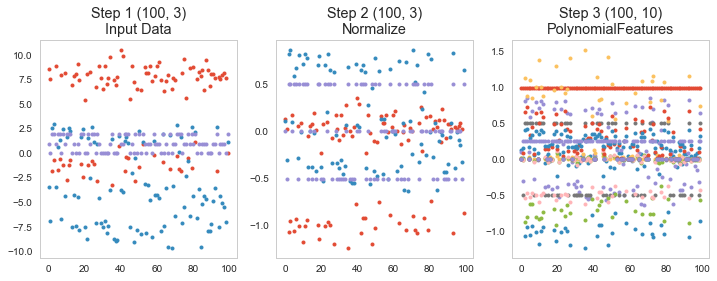 Step 1 (100, 3)
Input Data
10.0
7.5
5.0
2.5
0.0
−2.5
−5.0
−7.5
−10.0
0 20 40 60 80 100
Step 2 (100, 3)
Normalize
0.5
0.0
−0.5
−1.0
0 20 40 60 80 100
Step 3 (100, 10)
PolynomialFeatures
1.5
1.0
0.5
0.0
−0.5
−1.0
0 20 40 60 80 100